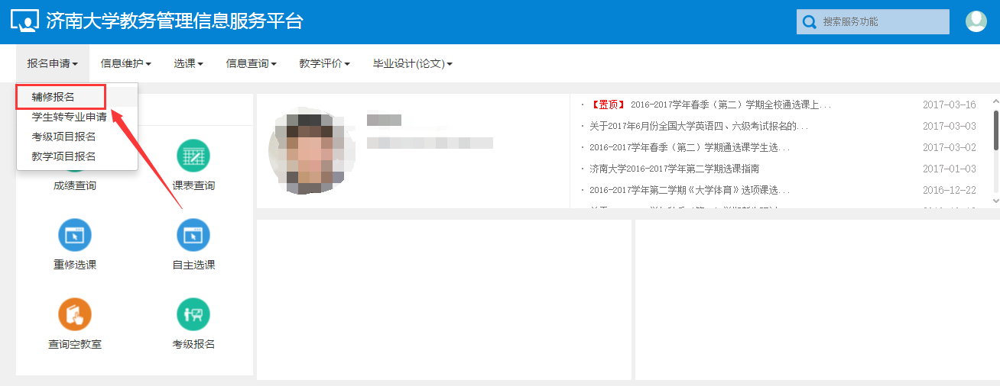 济南大学教务管理信息服务平台
搜索服务功能
报名申请 信息维护 选课 信息查询 教学评价 毕业设计(论文)
辅修报名
学生转专业申请
考级项目报名
教学项目报名
成绩查询 课表查询
重修选课 自主选课
查询空教室 考级报名
【置顶】 2016-2017学年春季（第二）学期全校通选课上... 2017-03-16
关于2017年6月份全国大学英语四、六级考试报名的... 2017-03-03
2016-2017学年春季（第二）学期通选课学生选... 2017-03-02
济南大学2016-2017学年第二学期选课指南 2017-01-03
2016-2017学年第二学期《大学体育》选项课选... 2016-12-22